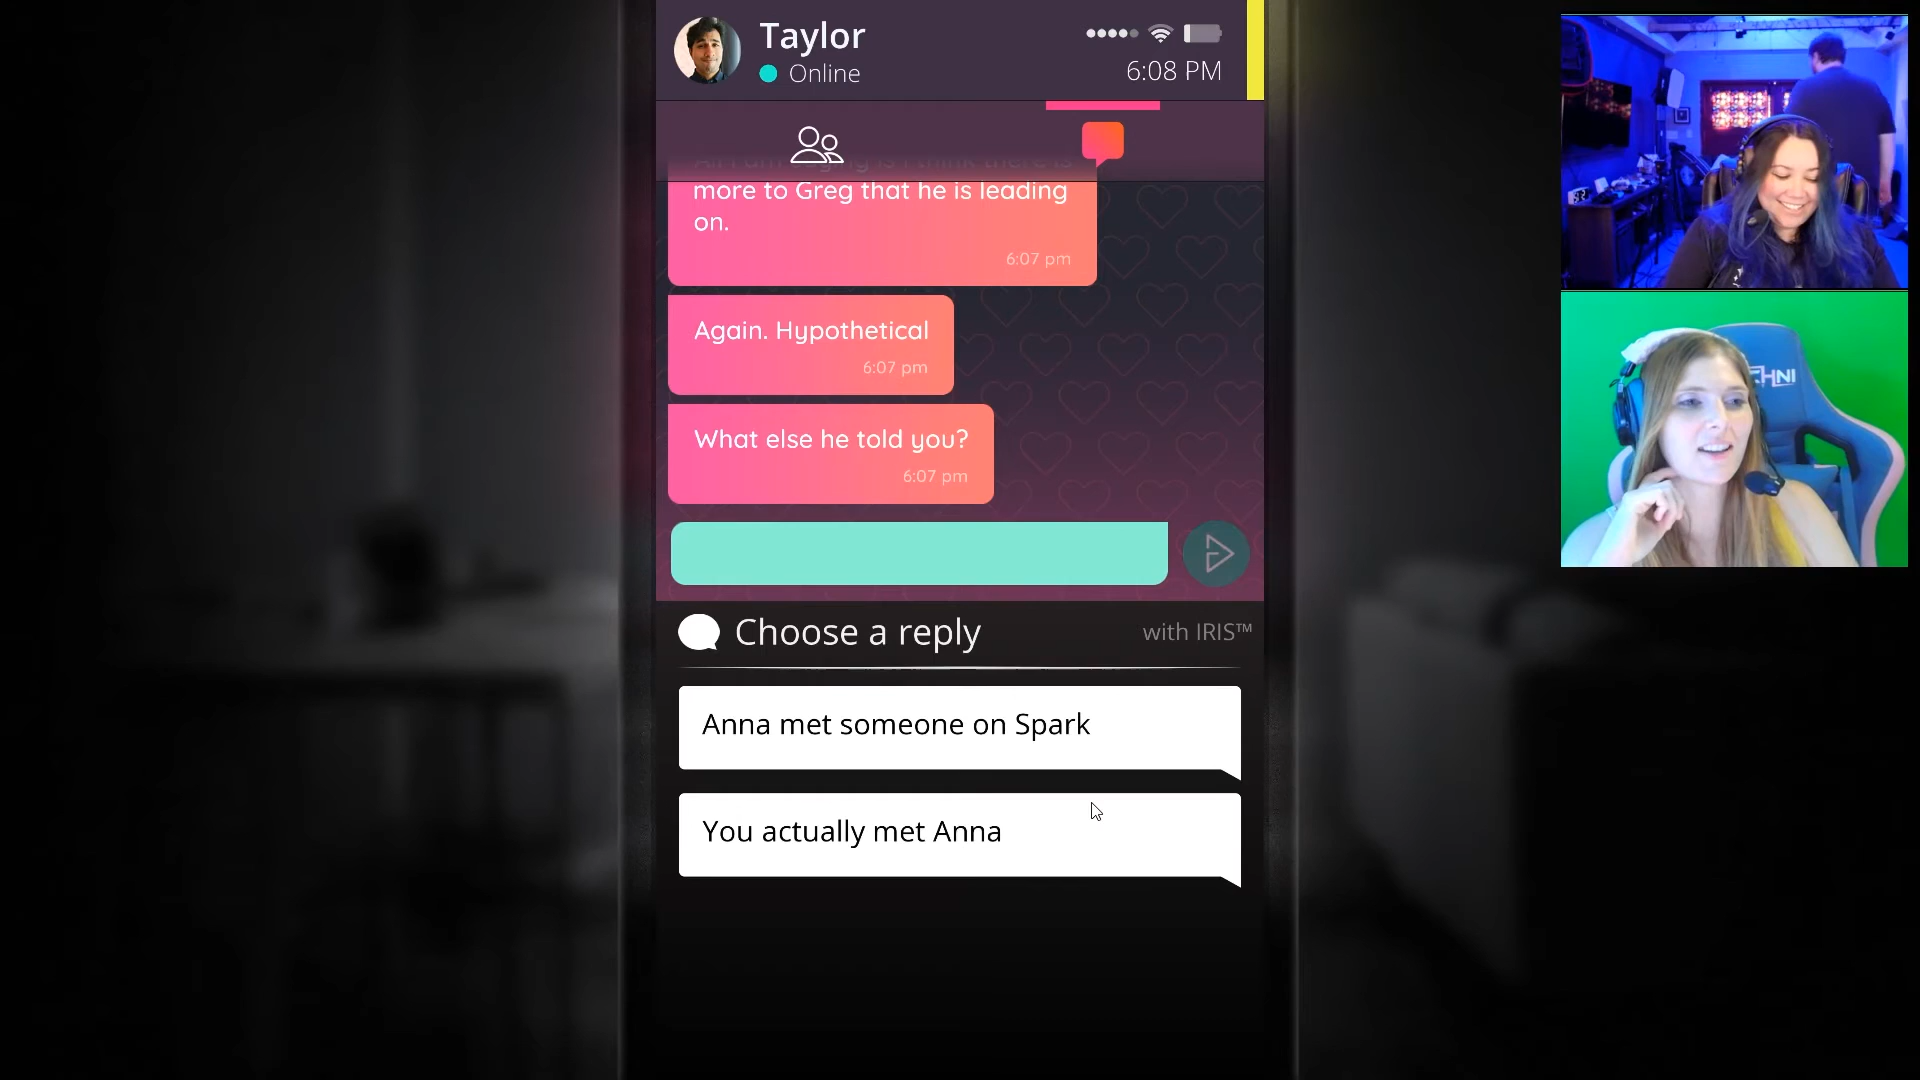 Taylor
Online
6:08 PM
more to Greg that he is leading
on.
6:07 pm
Again. Hypothetical
6:07 pm
What else he told you?
6:07 pm
Choose a reply
with IRIS™
Anna met someone on Spark
You actually met Anna